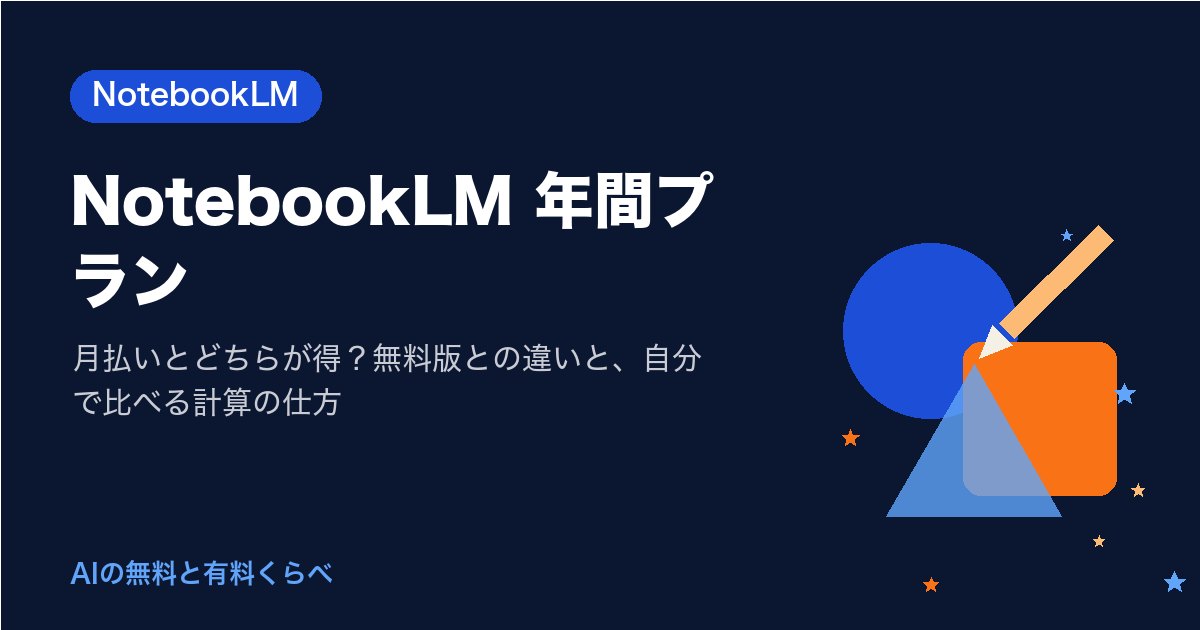 NotebookLM
NotebookLM 年間プ
ラン
月払いとどちらが得？無料版との違いと、自分
で比べる計算の仕方
AIの無料と有料くらべ